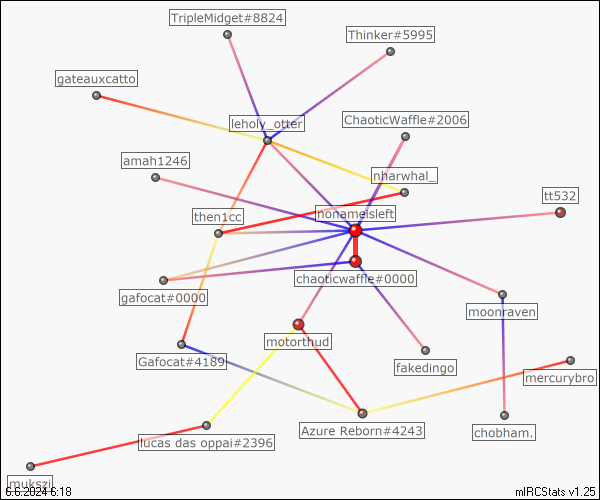 TripleMidget#8824
Thinker#5995
gateauxcatto
leholy_otter
ChaoticWaffle#2006
amah1246
nharwhal_
tt532
then1cc
nonameisleft
chaoticwaffle#0000
gafocat#0000
moonraven
motorthud
Gafocat#4189
fakedingo
mercurybro
Azure Reborn#4243
chobham.
lucas das oppai#2396
mukszi
6.6.2024 6:18
mIRCStats v1.25